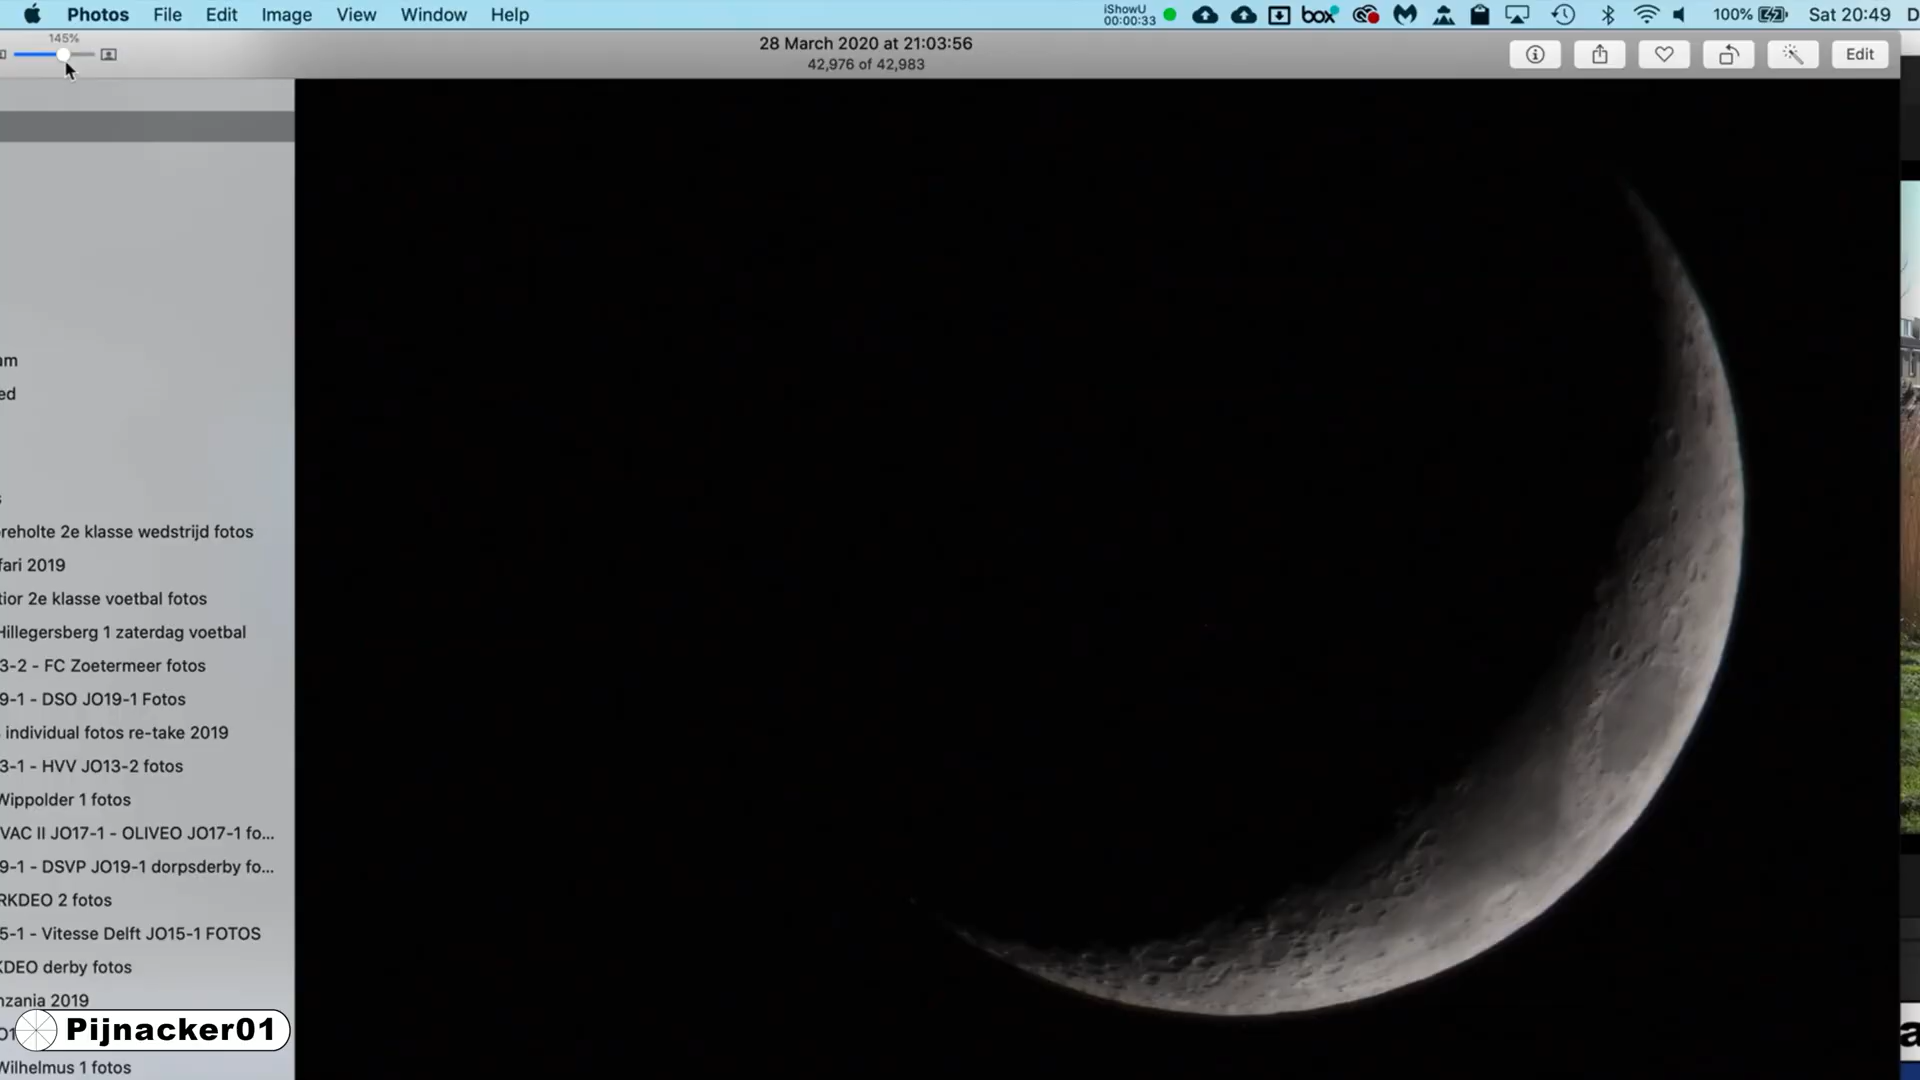 Photos File Edit Image View Window Help
iShowU
00:00:33
box
100%
Sat 20:49
D
145%
28 March 2020 at 21:03:56
42,976 of 42,983
Edit
am
ed
s
oreholte 2e klasse wedstrijd fotos
fari 2019
tior 2e klasse voetbal fotos
Hillegersberg 1 zaterdag voetbal
3-2 - FC Zoetermeer fotos
9-1 - DSO JO19-1 Fotos
individual fotos re-take 2019
3-1 - HVV JO13-2 fotos
Wippolder 1 fotos
VAC II JO17-1 - OLIVEO JO17-1 fo...
9-1 - DSVP JO19-1 dorpsderby fo...
RKDEO 2 fotos
5-1 - Vitesse Delft JO15-1 FOTOS
KDEO derby fotos
nzania 2019
Pijnacker01
Wilhelmus 1 fotos
a